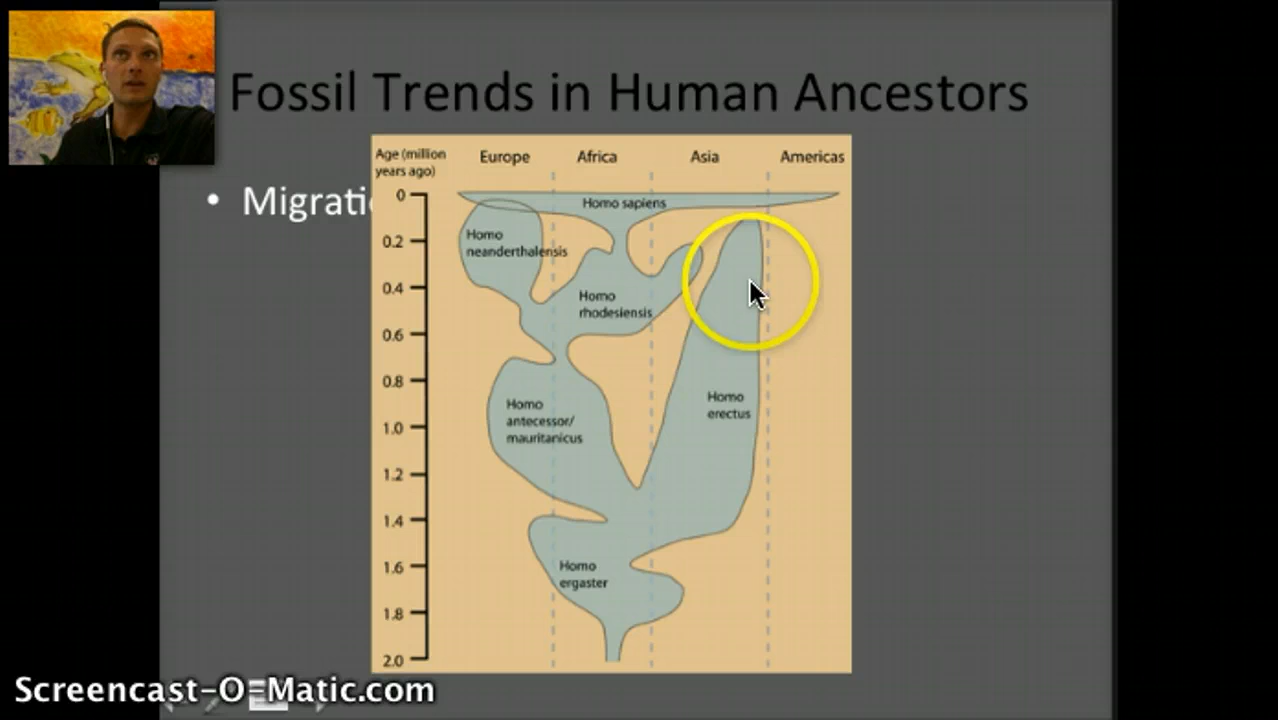 Fossil Trends in Human Ancestors
• Migrati
Age (million
years ago)
Europe
Africa
Asia
Americas
0
0.2
0.4
0.6
0.8
1.0
1.2
1.4
1.6
1.8
2.0
Homo sapiens
Homo
neanderthalensis
Homo
rhodesiensis
Homo
antecessor/
mauritanicus
Homo
erectus
Homo
ergaster
Screencast-O-Matic.com